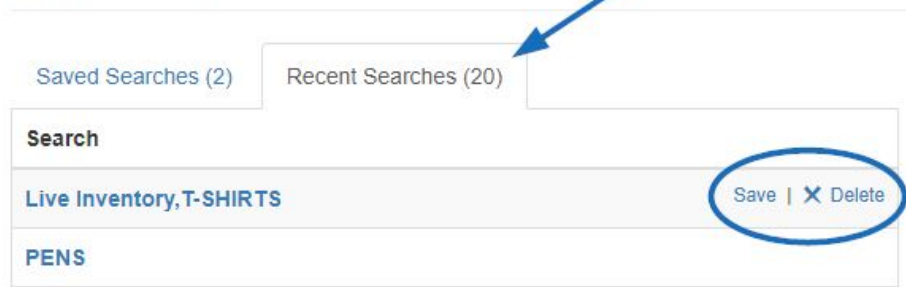 Saved Searches (2) Recent Searches (20)
Search
Live Inventory,T-SHIRTS Save | ✕ Delete
PENS